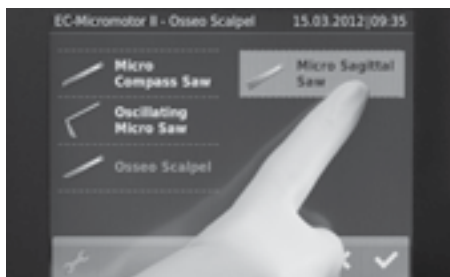 EC-Micromotor II - Osseo Scalpel 15.03.2012|09:35
Micro
Compass Saw
Micro Sagittal
Saw
Oscillating
Micro Saw
Osseo Scalpel